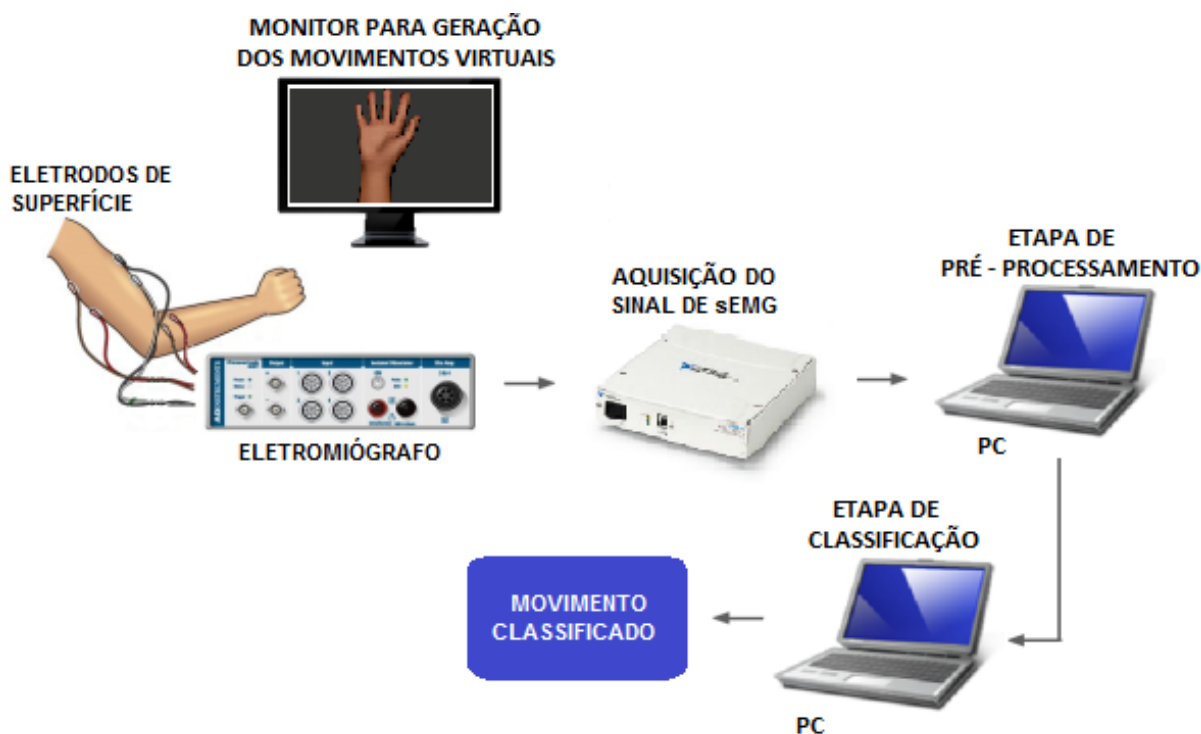 MONITOR PARA GERAÇÃO
DOS MOVIMENTOS VIRTUAIS
ELETRODOS DE
SUPERFÍCIE
ELETROMIÓGRAFO
AQUISIÇÃO DO
SINAL DE sEMG
ETAPA DE
PRÉ - PROCESSAMENTO
PC
ETAPA DE
CLASSIFICAÇÃO
PC
MOVIMENTO
CLASSIFICADO